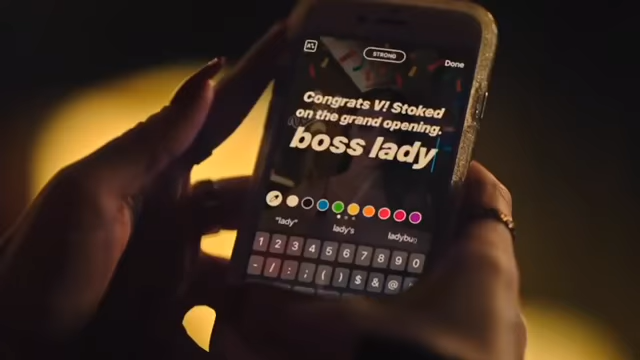 STRONG
Done
Congrats V! Stoked
on the grand opening.
boss lady
"lady" lady's ladybug
1 2 3 4 5 6 7 8 9 0
- / : ; ( ) $ & @